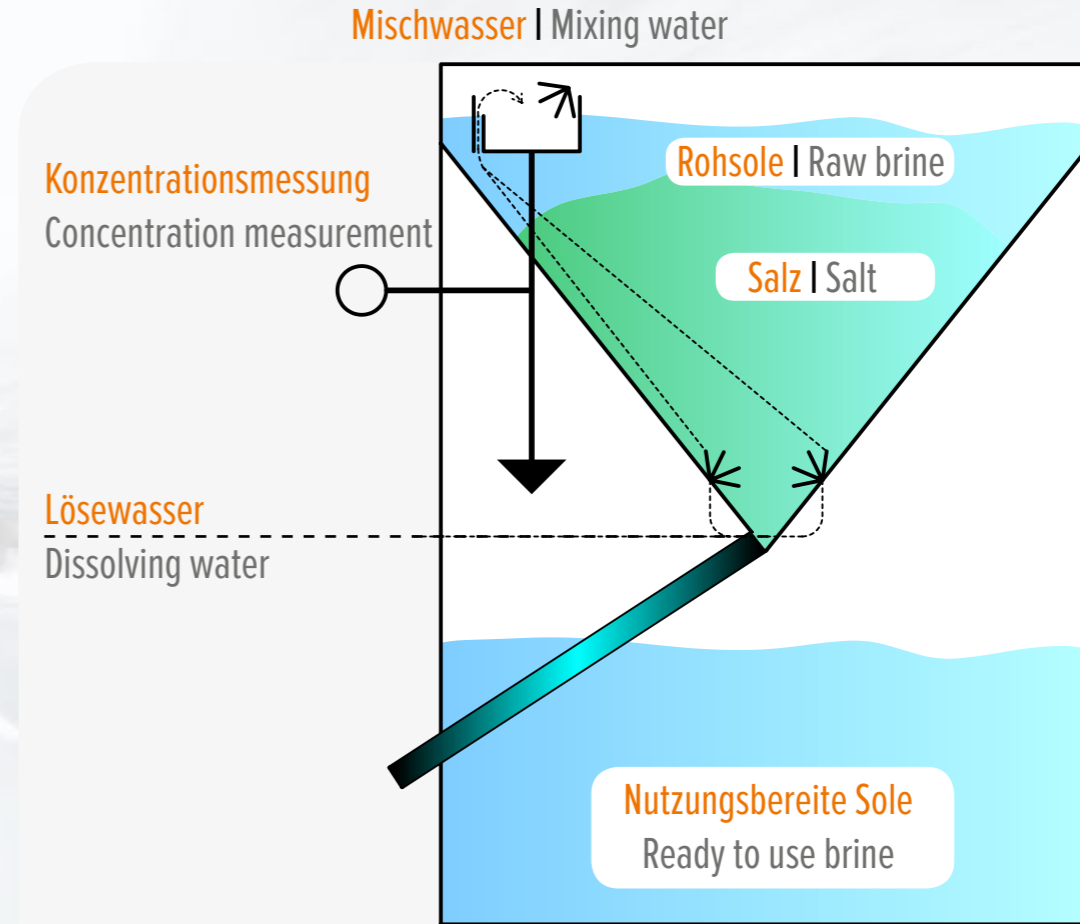 Mischwasser | Mixing water
Rohsole | Raw brine
Konzentrationsmessung
Concentration measurement
Salz | Salt
Lösewasser
Dissolving water
Nutzungsbereite Sole
Ready to use brine